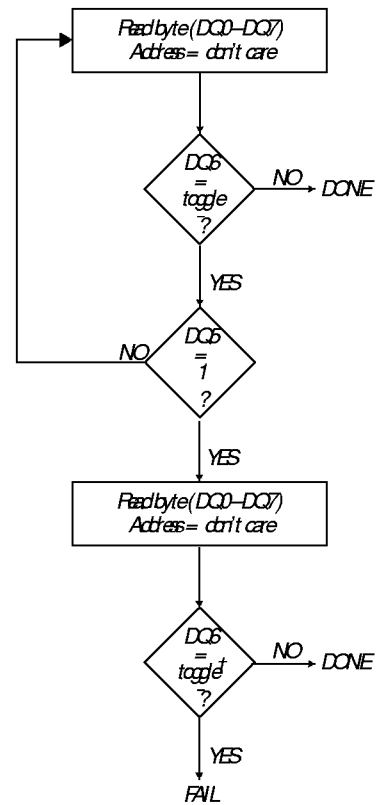 Read byte (DQ0–DQ7)
Address = don't care
DQ6
=
toggle
?
NO
DONE
YES
DQ5
=
1
?
NO
YES
Read byte (DQ0–DQ7)
Address = don't care
DQ6
=
toggle†
?
NO
DONE
YES
FAIL